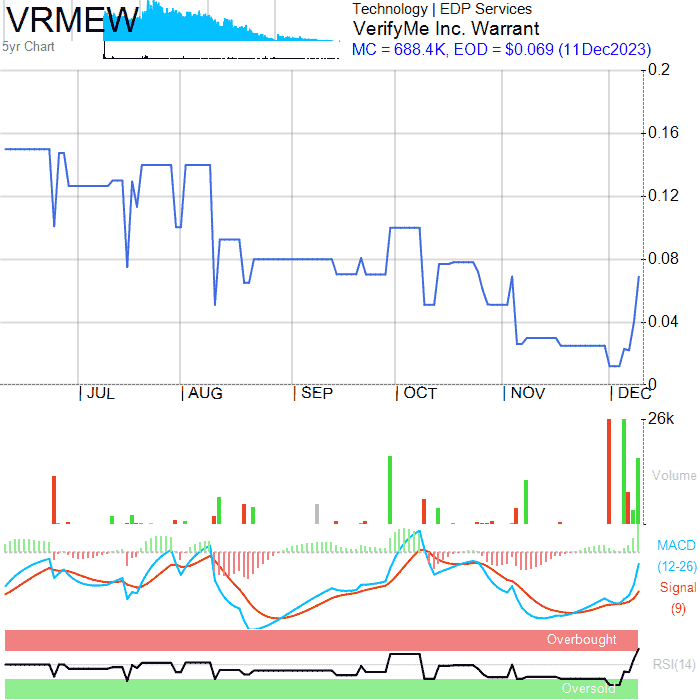 VRMEW
5yr Chart
Technology | EDP Services
VerifyMe Inc. Warrant
MC = 688.4K, EOD = $0.069 (11Dec2023)
0.2
0.16
0.12
0.08
0.04
0
| JUL | AUG | SEP | OCT | NOV | DEC
26k
Volume
MACD
(12-26)
Signal
(9)
Overbought
RSI(14)
Oversold